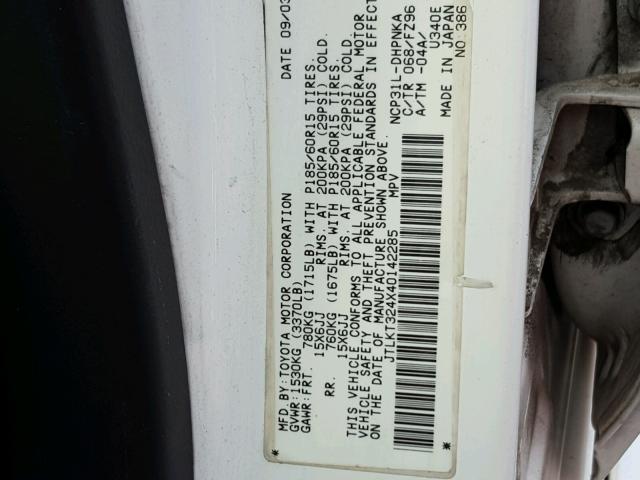 MFD. BY:TOYOTA MOTOR CORPORATION DATE 09/03
GVWR:1530KG (3370LB)
GAWR:FRT. 780KG (1715LB) WITH P185/60R15 TIRES.
15X6JJ RIMS. AT 200KPA (29PSI) COLD.
RR. 760KG (1675LB) WITH P185/60R15 TIRES.
15X6JJ RIMS. AT 200KPA (29PSI) COLD.
THIS VEHICLE CONFORMS TO ALL APPLICABLE FEDERAL MOTOR
VEHICLE SAFETY AND THEFT PREVENTION STANDARDS IN EFFECT
ON THE DATE OF MANUFACTURE SHOWN ABOVE.
JTLKT324X40142285 MPV
NCP31L-DHPNKA
C/TR 068/FZ96
A/TM -04A/
U340E
MADE IN JAPAN
NO.386